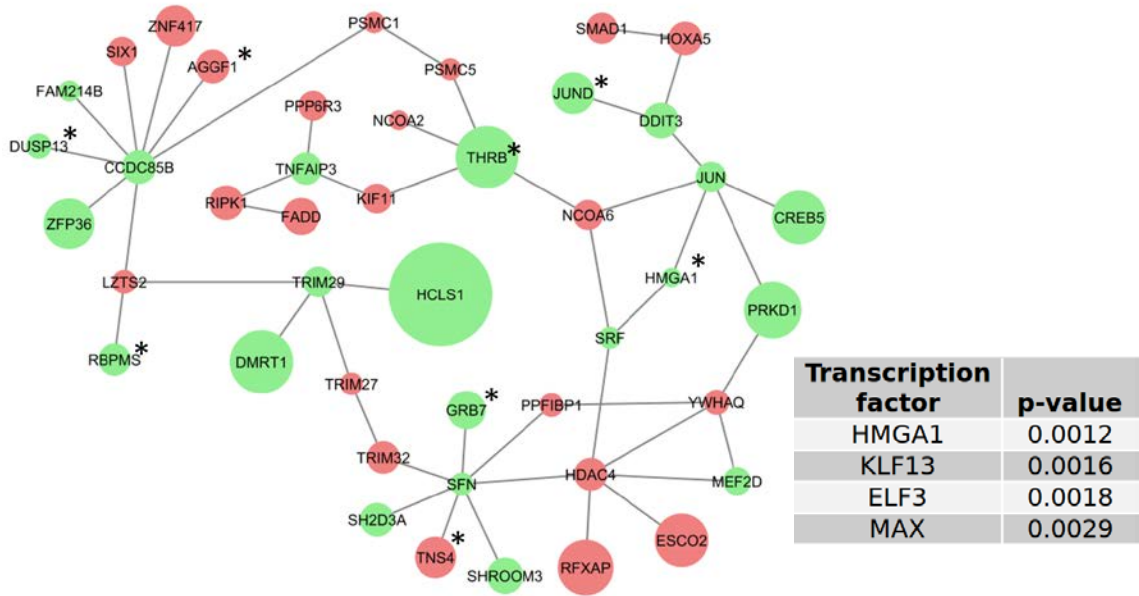 ZNF417
PSMC1
SMAD1
HOXA5
SIX1
AGGF1 *
PSMC5
FAM214B
JUND *
PPP6R3
NCOA2
DDIT3
DUSP13 *
CCDC85B
THRB *
TNFAIP3
JUN
RIPK1
FADD
KIF11
NCOA6
CREB5
ZFP36
LZTS2
TRIM29
HCLS1
HMGA1 *
PRKD1
SRF
RBPMS *
DMRT1
TRIM27
GRB7 *
PPFIBP1
YWHAQ
TRIM32
SFN
HDAC4
MEF2D
SH2D3A
TNS4 *
SHROOM3
RFXAP
ESCO2
Transcription
factor p-value
HMGA1 0.0012
KLF13 0.0016
ELF3 0.0018
MAX 0.0029